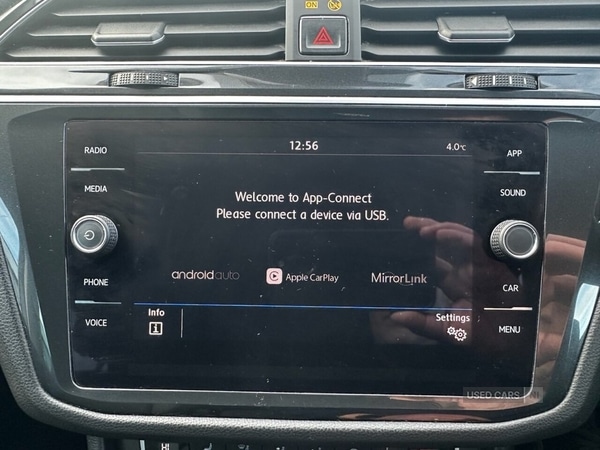 ON
12:56
4.0°C
RADIO
APP
MEDIA
SOUND
Welcome to App-Connect
Please connect a device via USB.
androidauto
Apple CarPlay
MirrorLink
PHONE
CAR
Info
Settings
VOICE
MENU
USED CARS NI